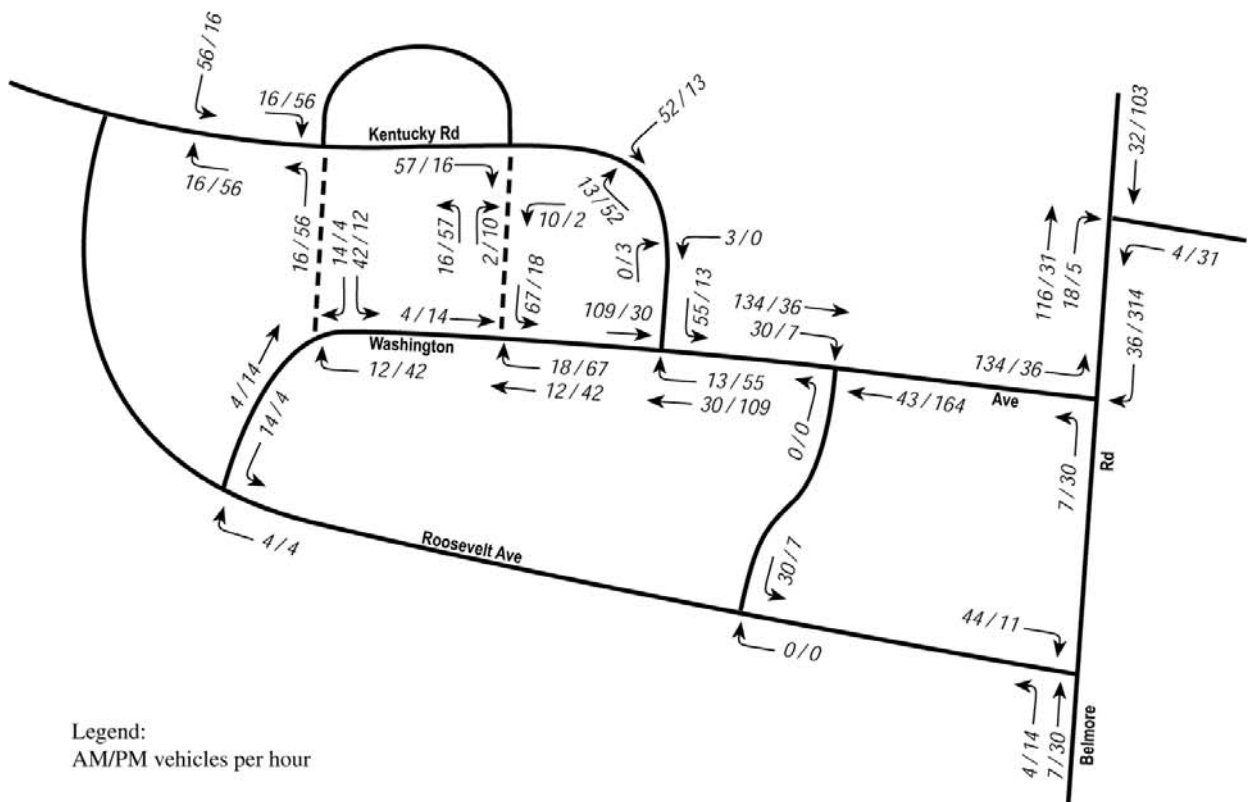 56 / 16
16 / 56
Kentucky Rd
52 / 13
32 / 103
16 / 56
57 / 16
13 / 52
10 / 2
16 / 56
14 / 4
42 / 12
16 / 57
2 / 10
0 / 3
3 / 0
116 / 31
18 / 5
4 / 31
4 / 14
67 / 18
109 / 30
55 / 13
134 / 36
30 / 7
36 / 314
Washington
12 / 42
18 / 67
12 / 42
13 / 55
30 / 109
134 / 36
43 / 164
Ave
4 / 14
14 / 4
0 / 0
7 / 30
Rd
4 / 4
Roosevelt Ave
30 / 7
0 / 0
44 / 11
4 / 14
7 / 30
Belmore
Legend:
AM/PM vehicles per hour